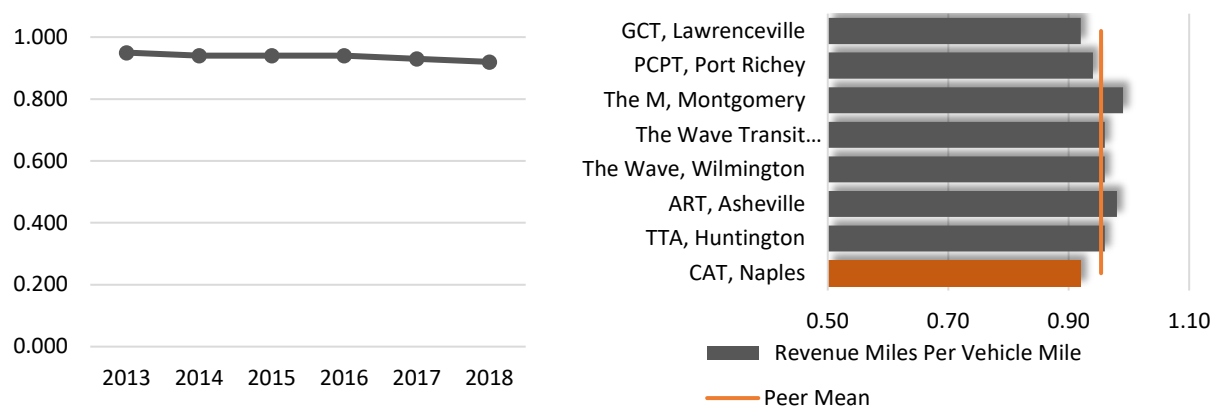 1.000
0.800
0.600
0.400
0.200
0.000
2013 2014 2015 2016 2017 2018
GCT, Lawrenceville
PCPT, Port Richey
The M, Montgomery
The Wave Transit…
The Wave, Wilmington
ART, Asheville
TTA, Huntington
CAT, Naples
0.50 0.70 0.90 1.10
Revenue Miles Per Vehicle Mile
Peer Mean